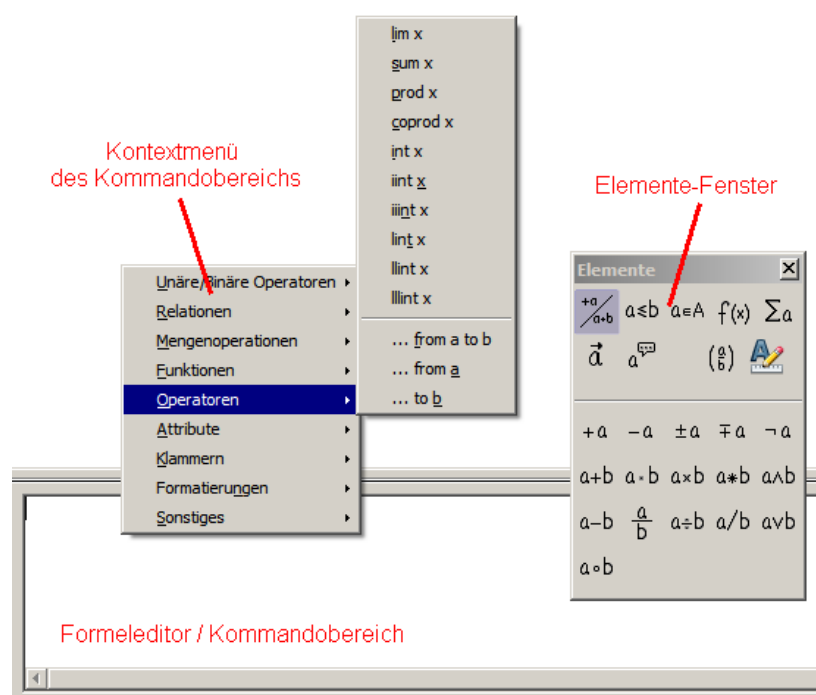 lim x
sum x
prod x
coprod x
int x
iint x
iiint x
lint x
llint x
lllint x
... from a to b
... from a
... to b
Kontextmenü
des Kommandobereichs
Unäre/Binäre Operatoren
Relationen
Mengenoperationen
Funktionen
Operatoren
Attribute
Klammern
Formatierungen
Sonstiges
Elemente-Fenster
Elemente
+a/a+b a≤b a∈A f(x) Σa
a⃗ a (a b)
+a −a ±a ∓a ¬a
a+b a·b a×b a∗b a∧b
a−b a/b a÷b a/b a∨b
a∘b
Formeleditor / Kommandobereich